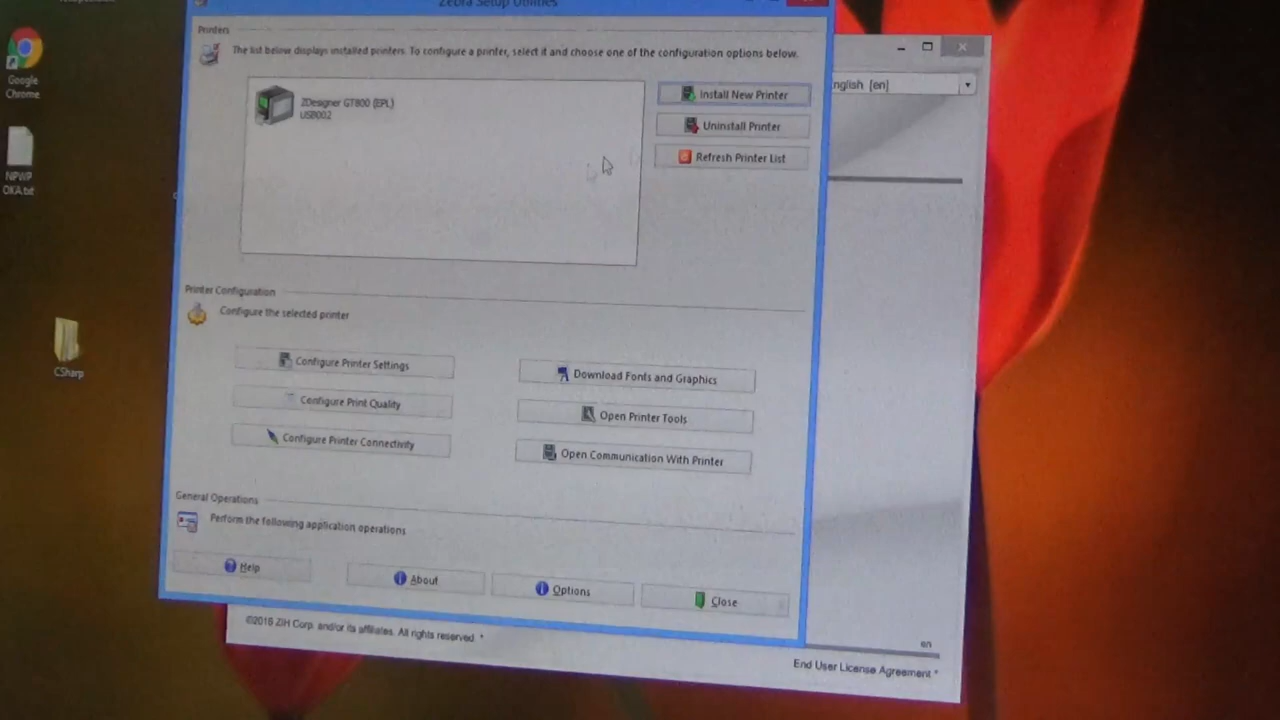 Zebra Setup Utilities
Printers
The list below displays installed printers. To configure a printer, select it and choose one of the configuration options below.
ZDesigner GT800 (EPL)
USB002
Install New Printer
Uninstall Printer
Refresh Printer List
nglish [en]
Google
Chrome
NPWP
OKA.txt
CSharp
Printer Configuration
Configure the selected printer
Configure Printer Settings
Download Fonts and Graphics
Configure Print Quality
Open Printer Tools
Configure Printer Connectivity
Open Communication With Printer
General Operations
Perform the following application operations
Help
About
Options
Close
©2016 ZIH Corp. and/or its affiliates. All rights reserved. *
en
End User License Agreement *